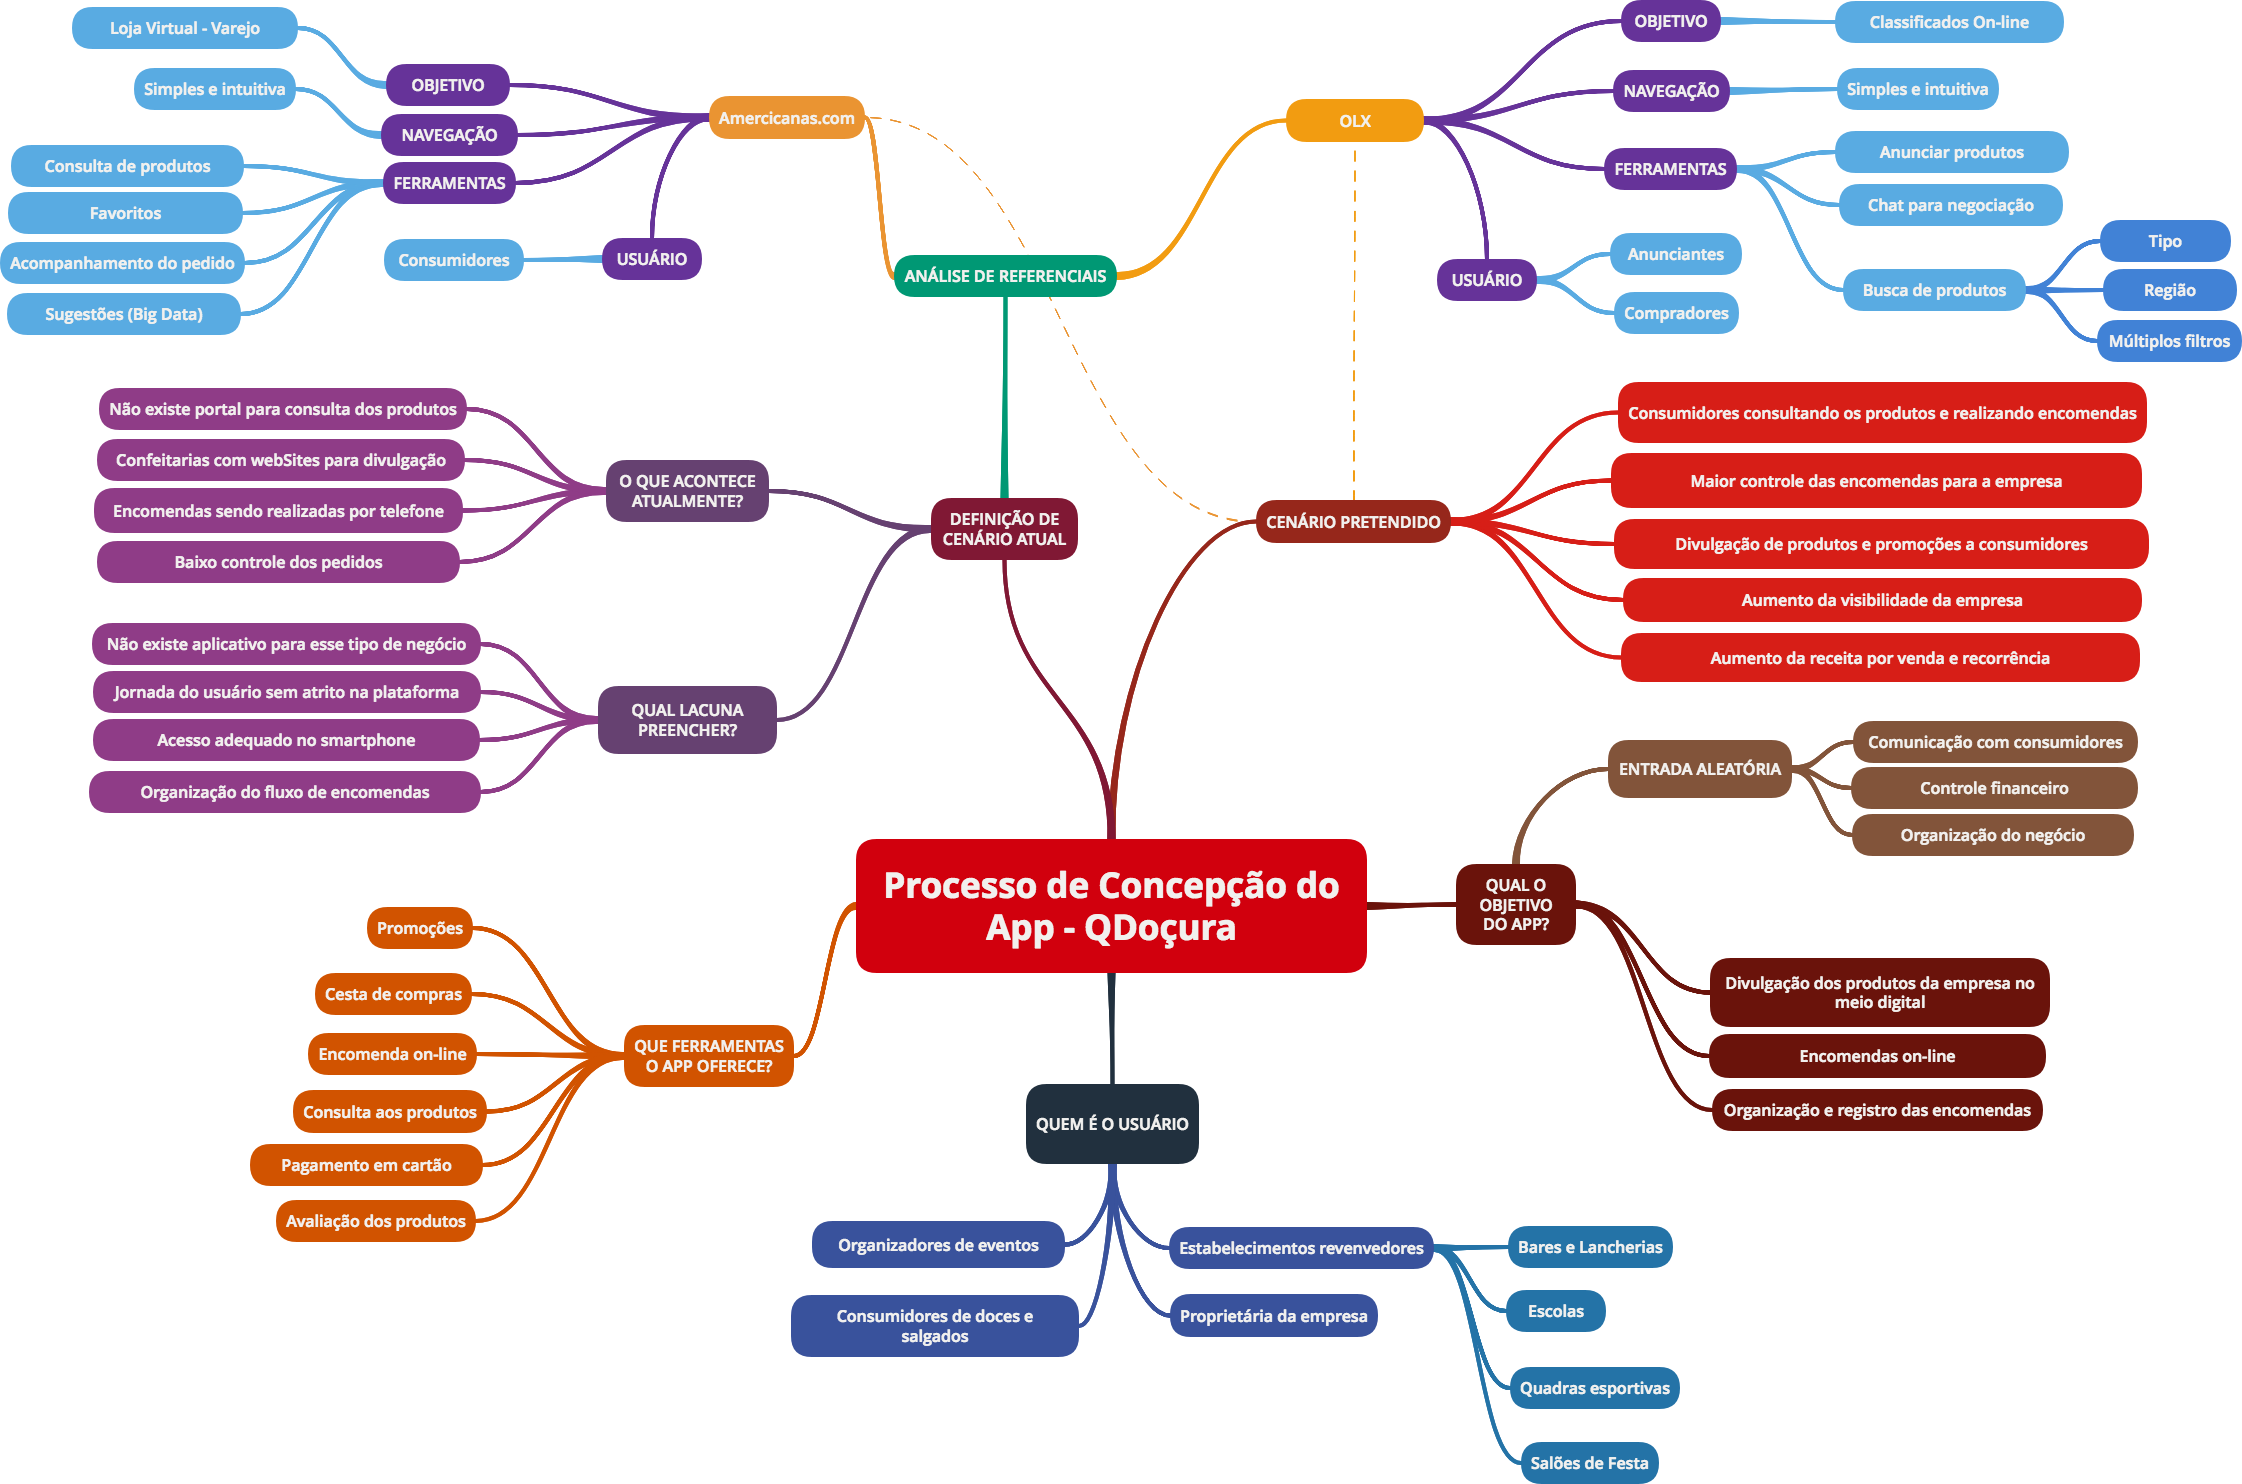 Loja Virtual - Varejo
Simples e intuitiva
Consulta de produtos
Favoritos
Acompanhamento do pedido
Sugestões (Big Data)
OBJETIVO
NAVEGAÇÃO
FERRAMENTAS
Consumidores
USUÁRIO
Amercicanas.com
ANÁLISE DE REFERENCIAIS
OLX
OBJETIVO
Classificados On-line
NAVEGAÇÃO
Simples e intuitiva
FERRAMENTAS
Anunciar produtos
Chat para negociação
Busca de produtos
Tipo
Região
Múltiplos filtros
USUÁRIO
Anunciantes
Compradores
Não existe portal para consulta dos produtos
Confeitarias com webSites para divulgação
Encomendas sendo realizadas por telefone
Baixo controle dos pedidos
O QUE ACONTECE
ATUALMENTE?
DEFINIÇÃO DE
CENÁRIO ATUAL
Não existe aplicativo para esse tipo de negócio
Jornada do usuário sem atrito na plataforma
Acesso adequado no smartphone
Organização do fluxo de encomendas
QUAL LACUNA
PREENCHER?
CENÁRIO PRETENDIDO
Consumidores consultando os produtos e realizando encomendas
Maior controle das encomendas para a empresa
Divulgação de produtos e promoções a consumidores
Aumento da visibilidade da empresa
Aumento da receita por venda e recorrência
Processo de Concepção do
App - QDoçura
ENTRADA ALEATÓRIA
Comunicação com consumidores
Controle financeiro
Organização do negócio
QUAL O
OBJETIVO
DO APP?
Divulgação dos produtos da empresa no
meio digital
Encomendas on-line
Organização e registro das encomendas
Promoções
Cesta de compras
Encomenda on-line
Consulta aos produtos
Pagamento em cartão
Avaliação dos produtos
QUE FERRAMENTAS
O APP OFERECE?
QUEM É O USUÁRIO
Organizadores de eventos
Consumidores de doces e
salgados
Estabelecimentos revenvedores
Proprietária da empresa
Bares e Lancherias
Escolas
Quadras esportivas
Salões de Festa